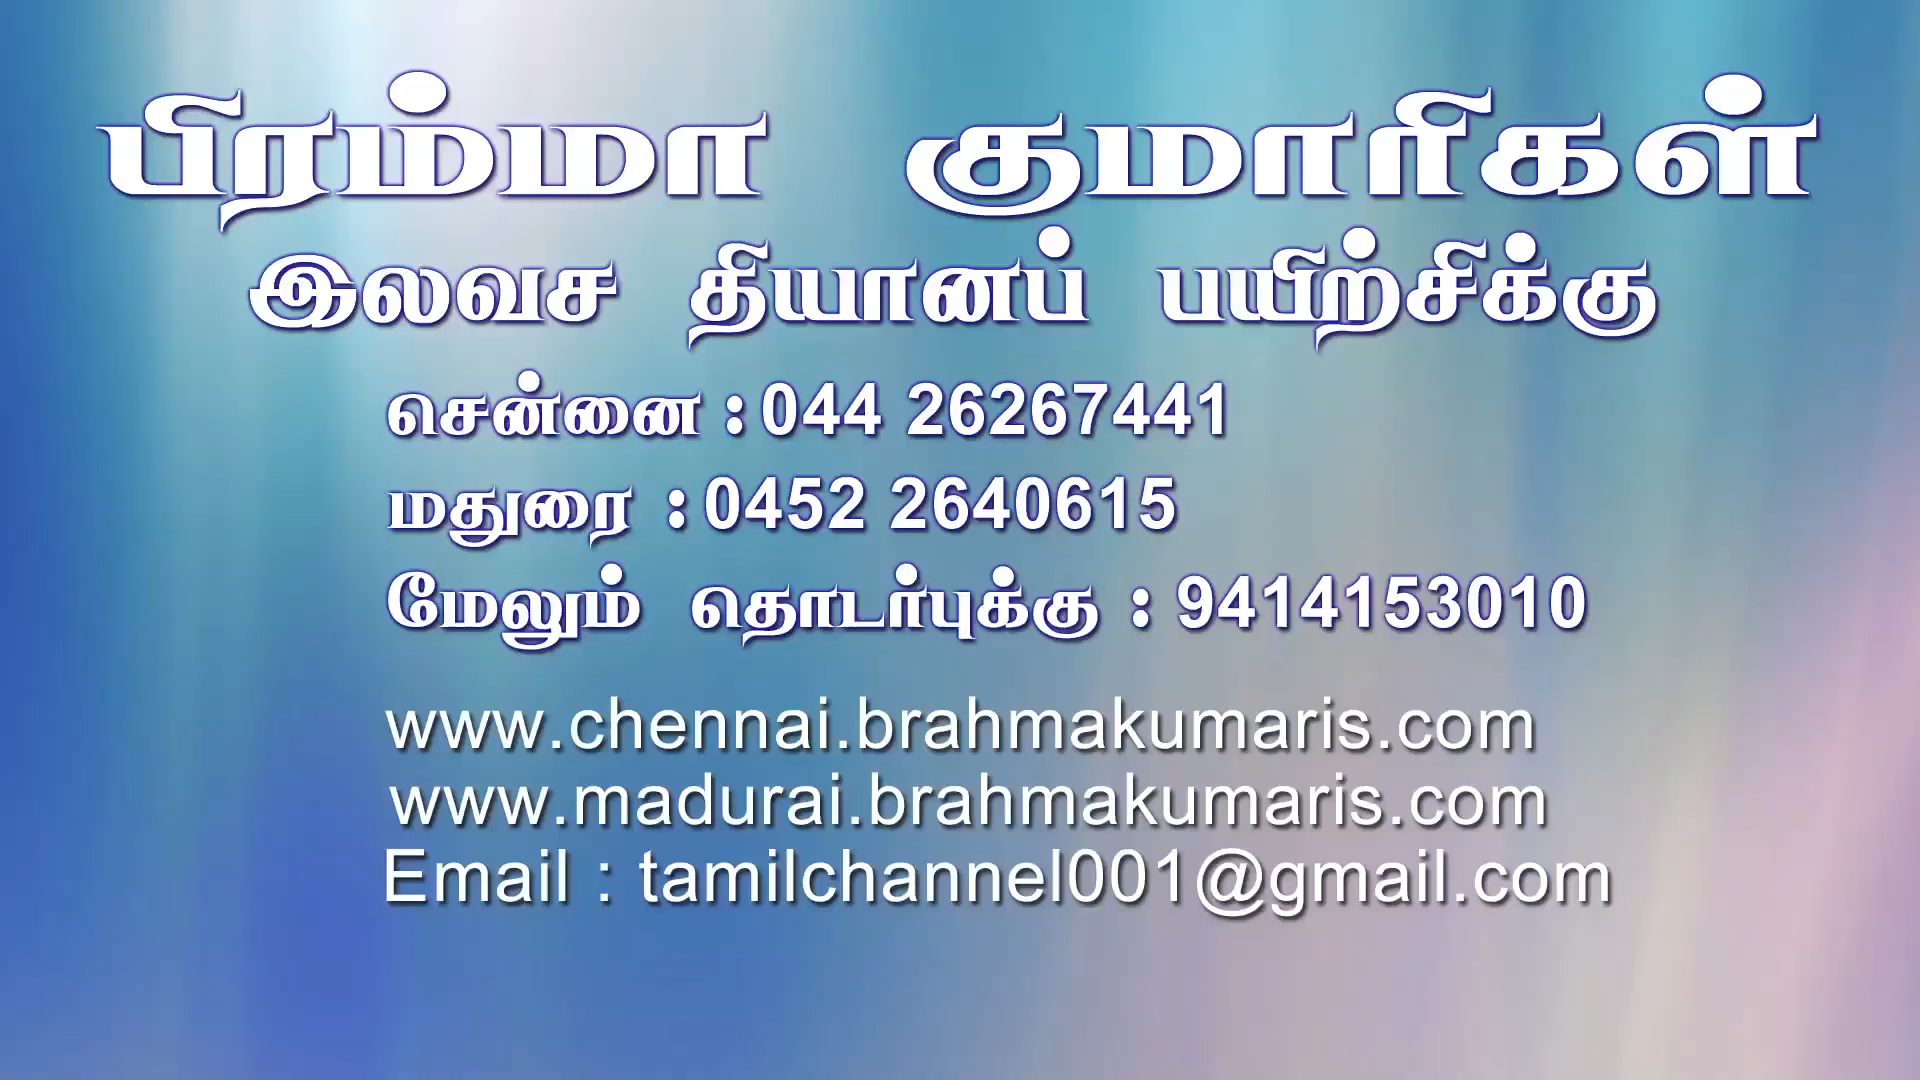 பிரம்மா குமாரிகள்
இலவச தியானப் பயிற்சிக்கு
சென்னை : 044 26267441
மதுரை : 0452 2640615
மேலும் தொடர்புக்கு : 9414153010
www.chennai.brahmakumaris.com
www.madurai.brahmakumaris.com
Email : tamilchannel001@gmail.com